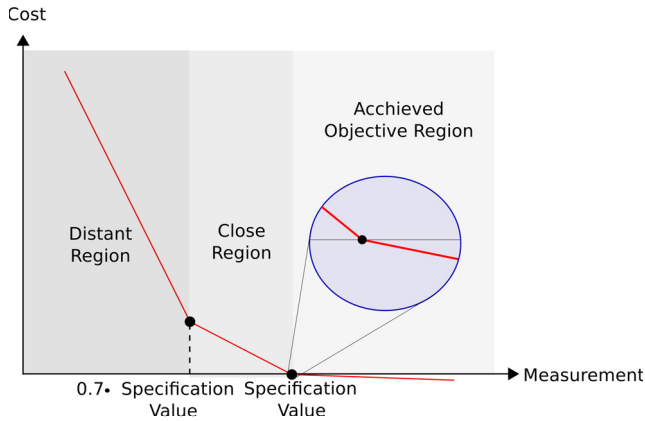 Cost
Acchieved
Objective Region
Distant
Region
Close
Region
Measurement
0.7• Specification
Value
Specification
Value